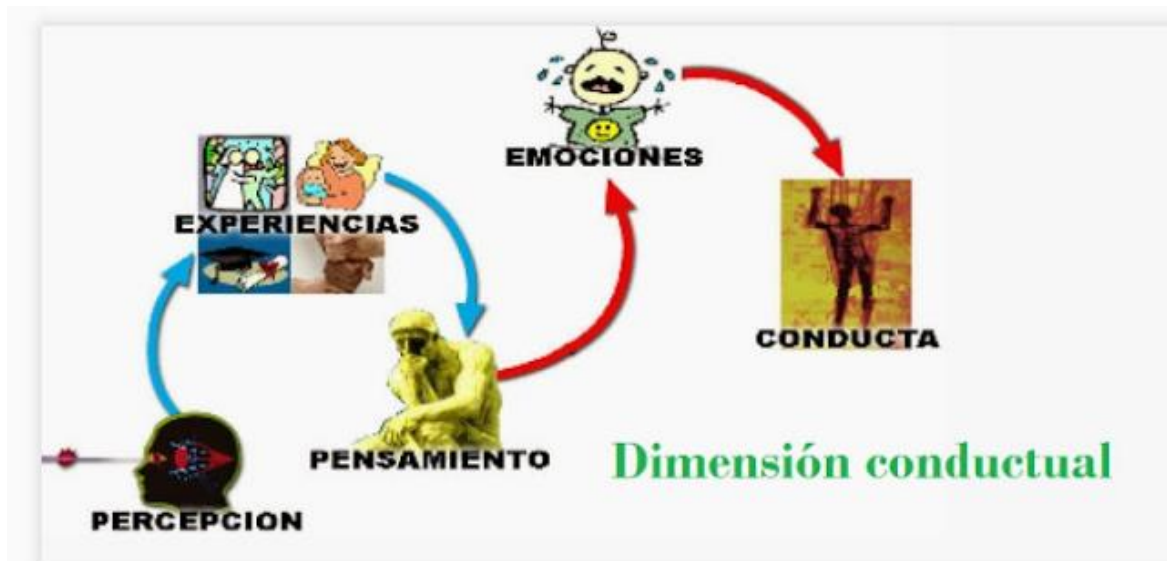 EMOCIONES
EXPERIENCIAS
CONDUCTA
PENSAMIENTO
Dimensión conductual
PERCEPCION